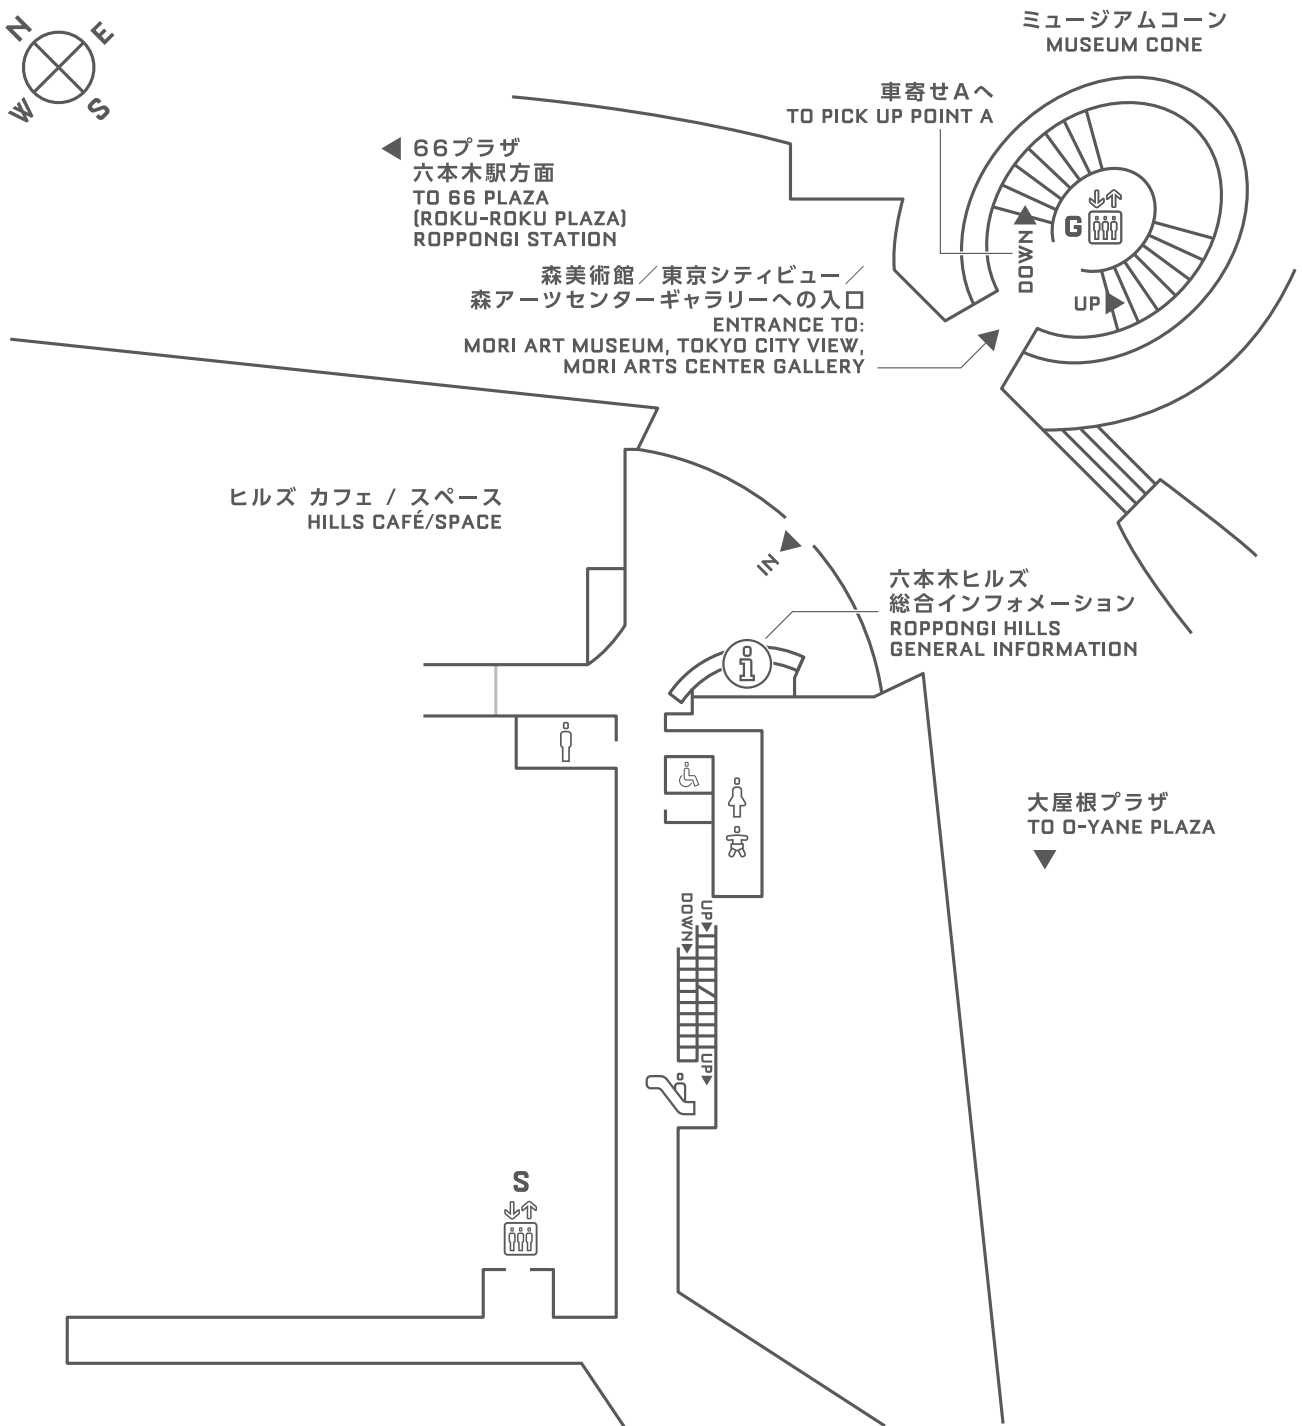 N
E
W
S
ミュージアムコーン
MUSEUM CONE
車寄せAへ
TO PICK UP POINT A
66プラザ
六本木駅方面
TO 66 PLAZA
(ROKU-ROKU PLAZA)
ROPPONGI STATION
G
DOWN
UP
森美術館／東京シティビュー／
森アーツセンターギャラリーへの入口
ENTRANCE TO:
MORI ART MUSEUM, TOKYO CITY VIEW,
MORI ARTS CENTER GALLERY
ヒルズ カフェ / スペース
HILLS CAFÉ/SPACE
IN
六本木ヒルズ
総合インフォメーション
ROPPONGI HILLS
GENERAL INFORMATION
i
大屋根プラザ
TO O-YANE PLAZA
DOWN
UP
UP
S